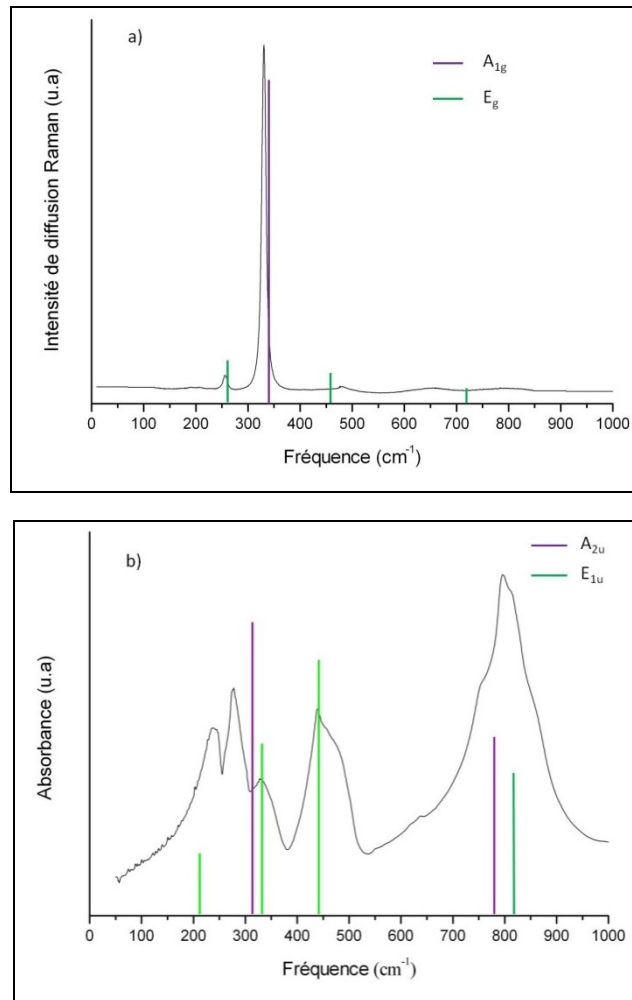 a)
A1g
Eg
Intensité de diffusion Raman (u.a)
0 100 200 300 400 500 600 700 800 900 1000
Fréquence (cm-1)
b)
A2u
E1u
Absorbance (u.a)
0 100 200 300 400 500 600 700 800 900 1000
Fréquence (cm-1)